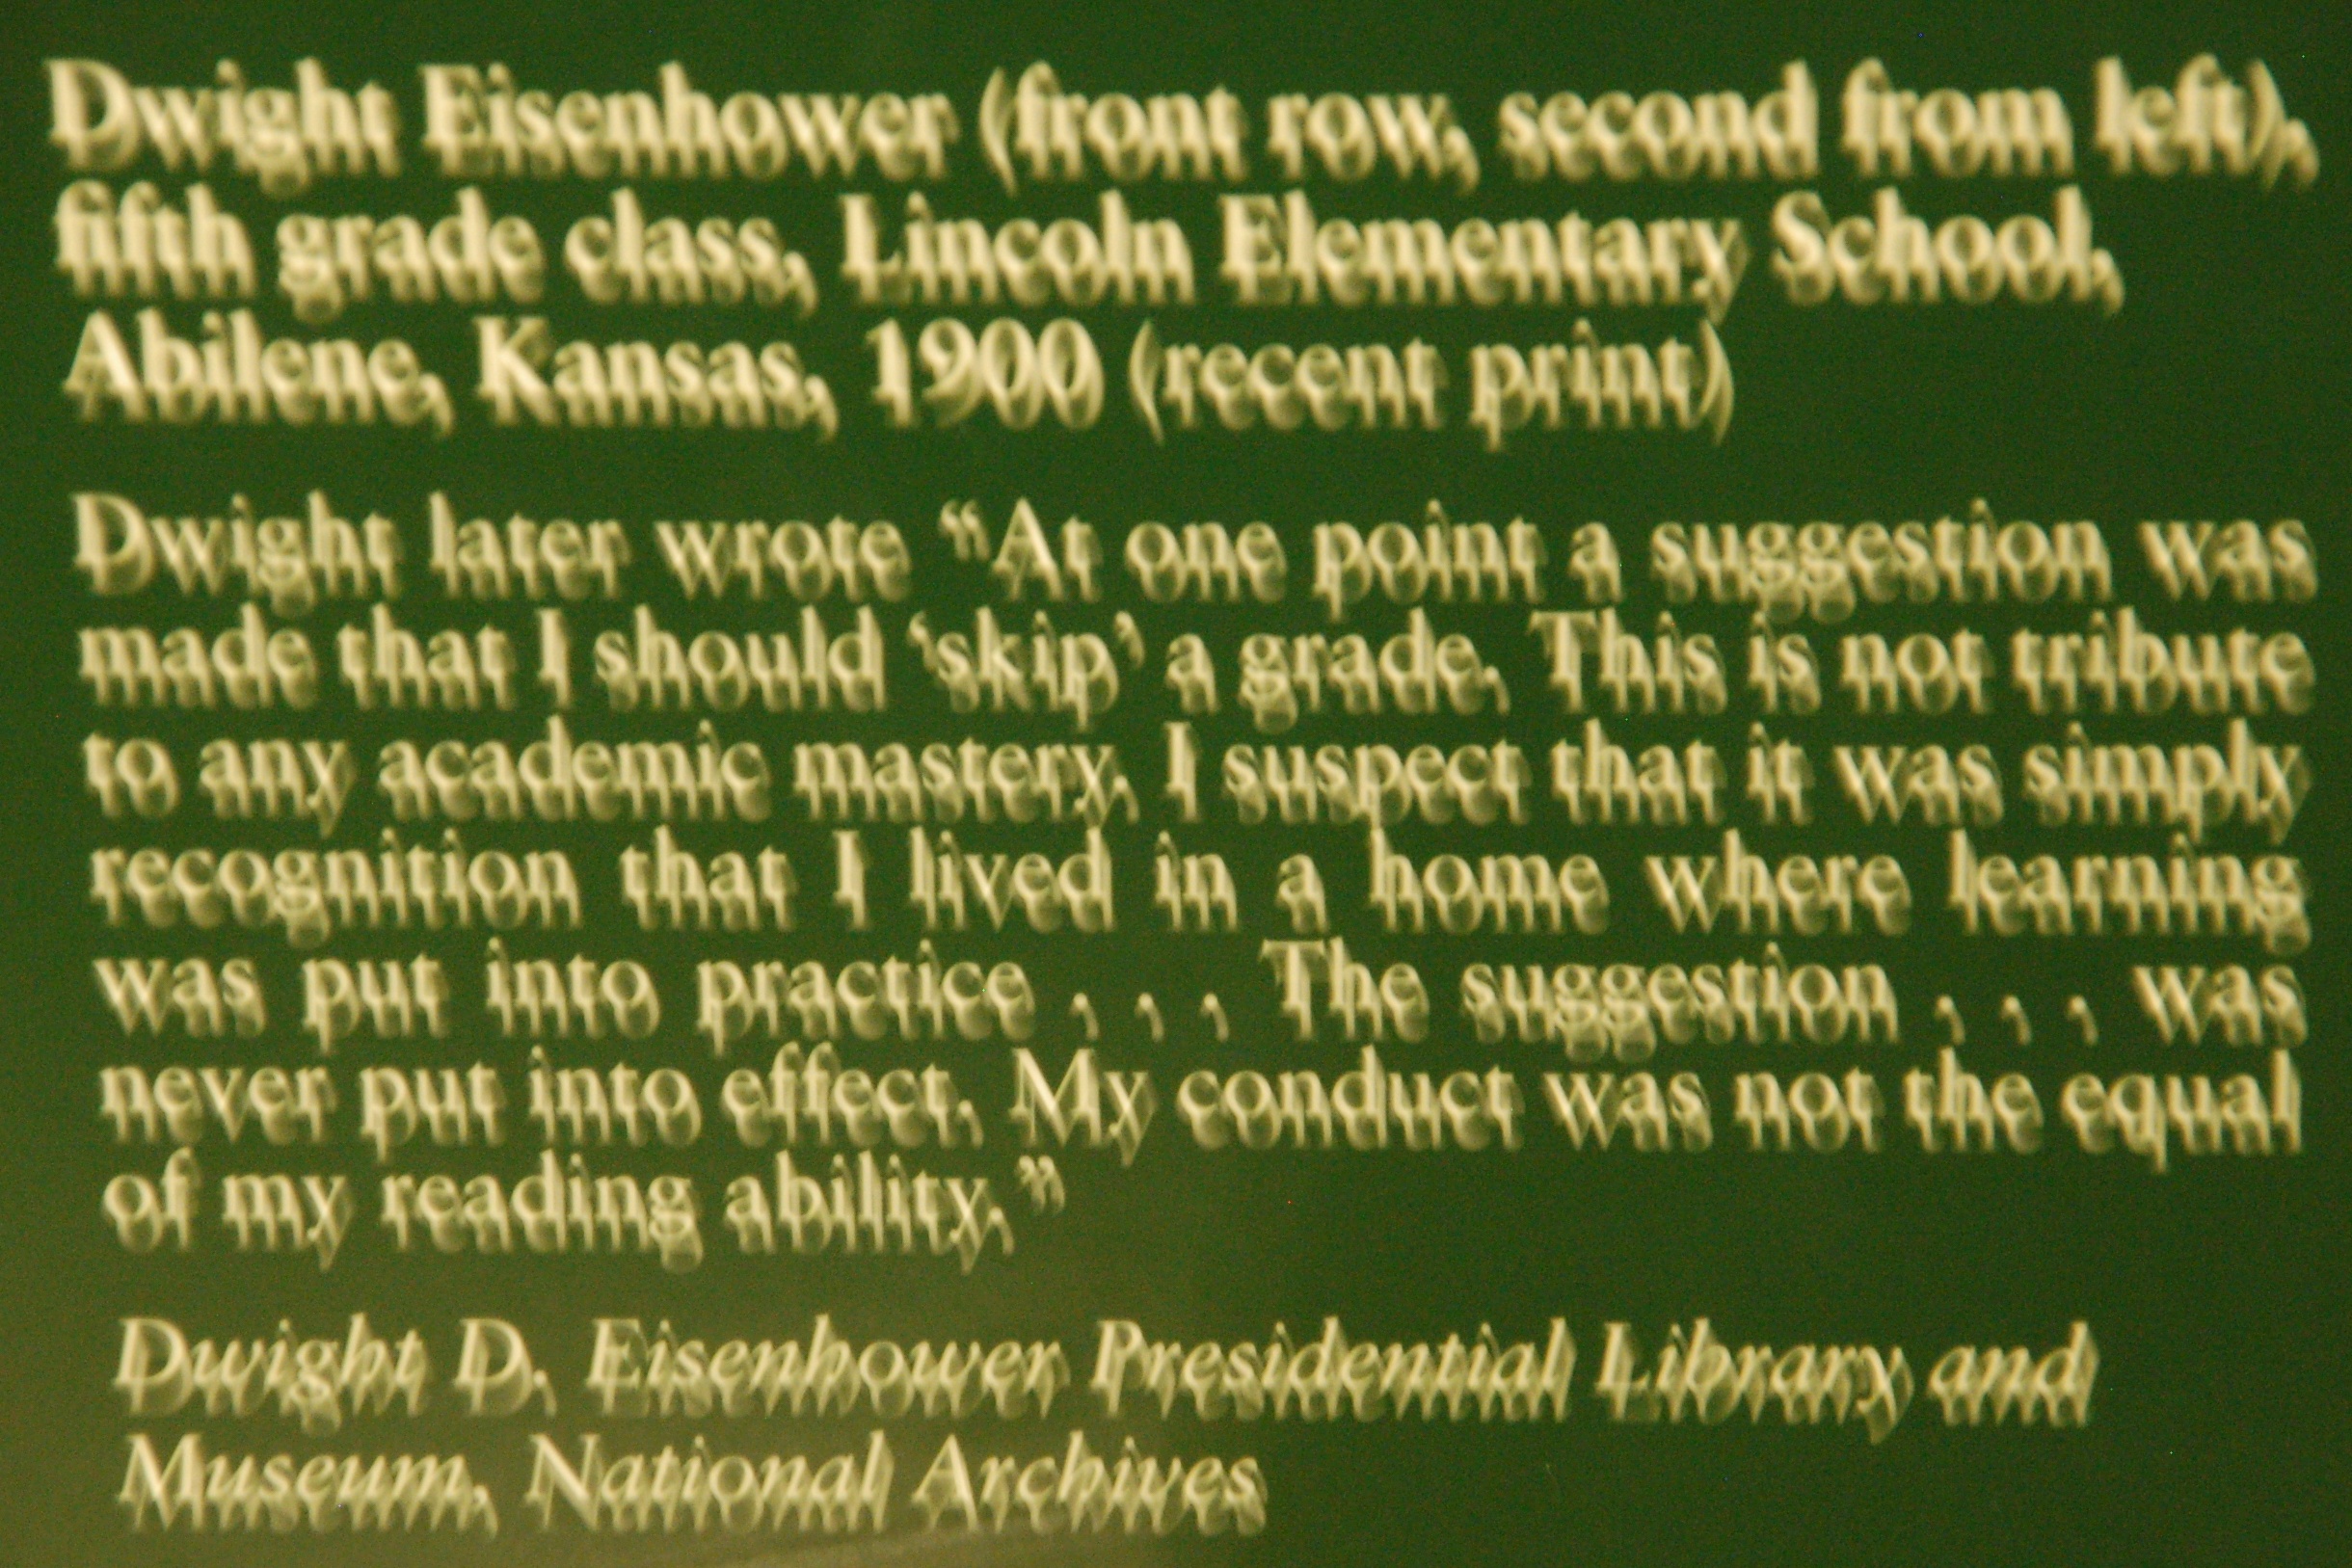 Dwight Eisenhower (front row, second from left),
fifth grade class, Lincoln Elementary School,
Abilene, Kansas, 1900 (recent print)
Dwight later wrote “At one point a suggestion was
made that I should ‘skip’ a grade. This is not tribute
to any academic mastery. I suspect that it was simply
recognition that I lived in a home where learning
was put into practice . . . The suggestion . . . was
never put into effect. My conduct was not the equal
of my reading ability.”
Dwight D. Eisenhower Presidential Library and
Museum, National Archives